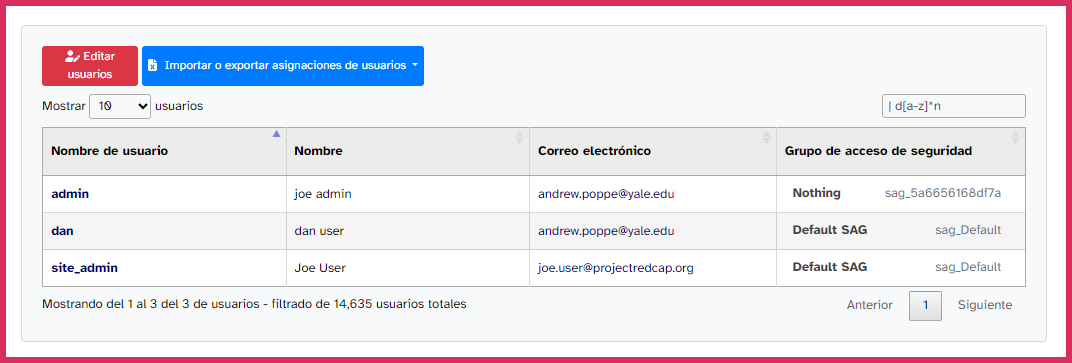 Editar
usuarios
Importar o exportar asignaciones de usuarios
Mostrar 10 usuarios
| d[a-z]*n
Nombre de usuario Nombre Correo electrónico Grupo de acceso de seguridad
admin joe admin andrew.poppe@yale.edu Nothing sag_5a6656168df7a
dan dan user andrew.poppe@yale.edu Default SAG sag_Default
site_admin Joe User joe.user@projectredcap.org Default SAG sag_Default
Mostrando del 1 al 3 del 3 de usuarios - filtrado de 14,635 usuarios totales
Anterior 1 Siguiente